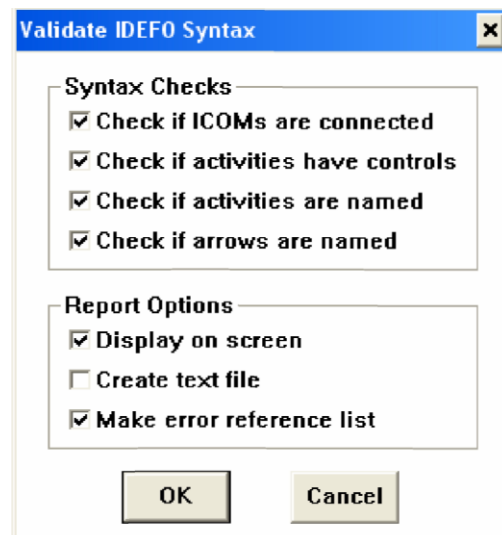 Validate IDEF0 Syntax
Syntax Checks
Check if ICOMs are connected
Check if activities have controls
Check if activities are named
Check if arrows are named
Report Options
Display on screen
Create text file
Make error reference list
OK Cancel